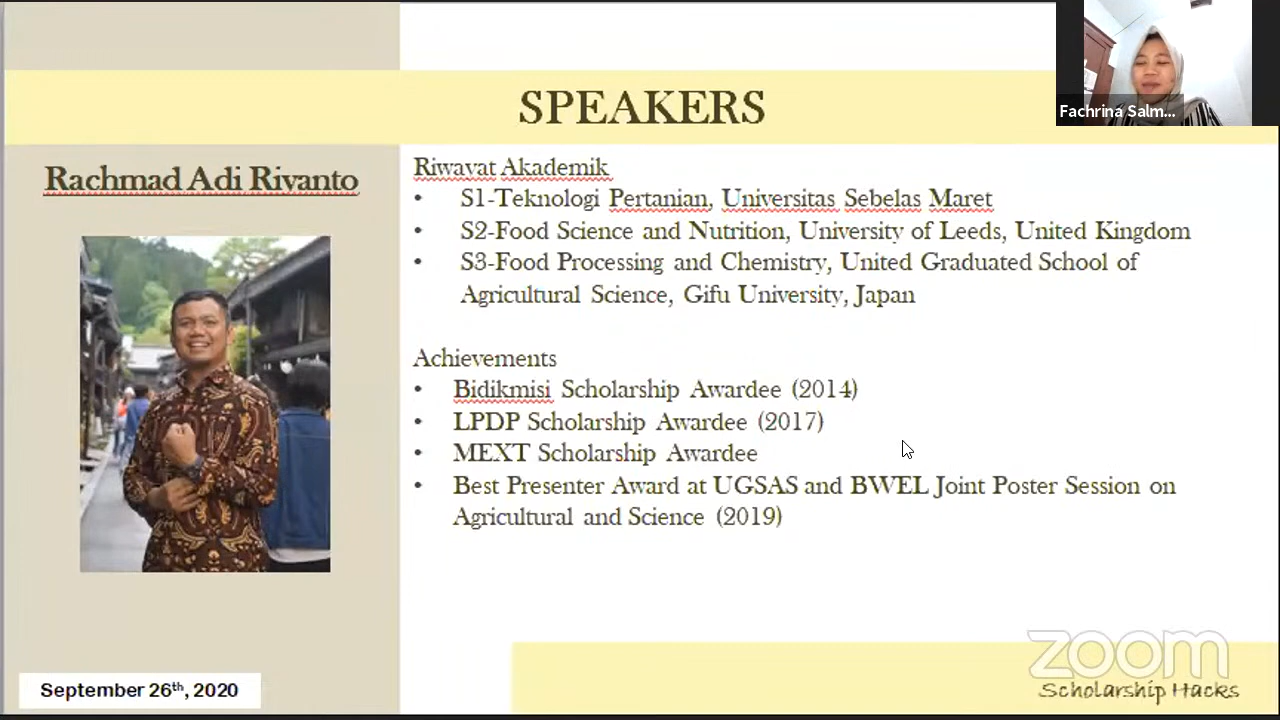 SPEAKERS
Fachrina Salm...
Rachmad Adi Riyanto
Riwayat Akademik
• S1-Teknologi Pertanian, Universitas Sebelas Maret
• S2-Food Science and Nutrition, University of Leeds, United Kingdom
• S3-Food Processing and Chemistry, United Graduated School of
Agricultural Science, Gifu University, Japan
Achievements
• Bidikmisi Scholarship Awardee (2014)
• LPDP Scholarship Awardee (2017)
• MEXT Scholarship Awardee
• Best Presenter Award at UGSAS and BWEL Joint Poster Session on
Agricultural and Science (2019)
September 26th, 2020
zoom
Scholarship Hacks